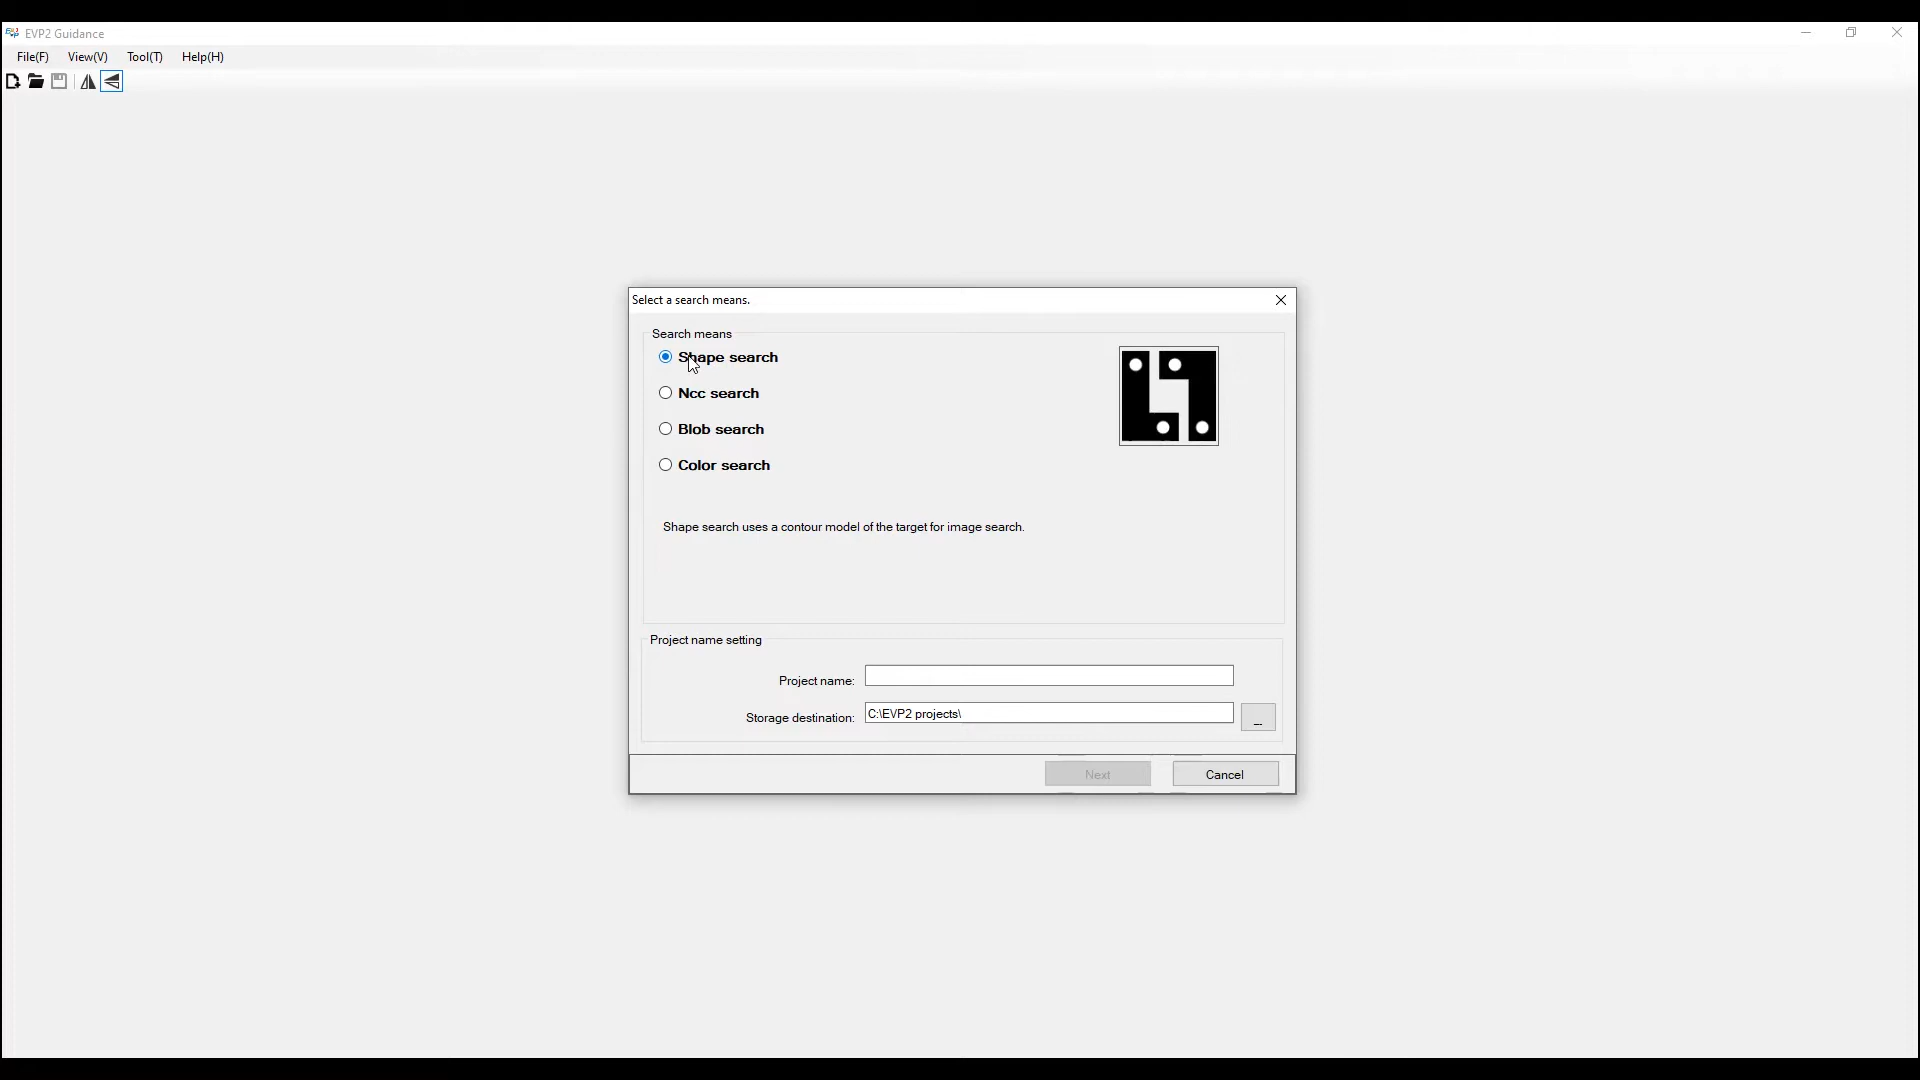 EVP2 Guidance
File(F) View(V) Tool(T) Help(H)
Select a search means.
Search means
Shape search
Ncc search
Blob search
Color search
Shape search uses a contour model of the target for image search.
Project name setting
Project name:
Storage destination: C:\EVP2 projects\ ...
Next Cancel